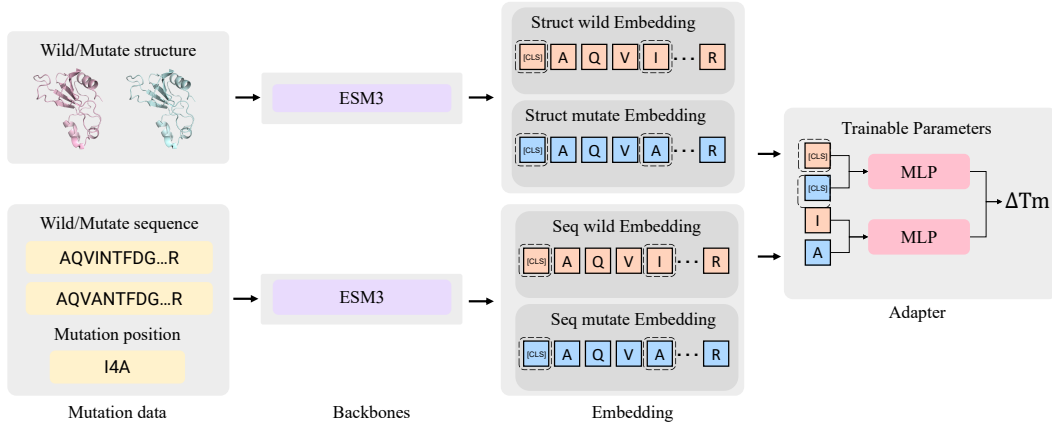 Wild/Mutate structure
ESM3
Struct wild Embedding
[CLS] A Q V I ··· R
Struct mutate Embedding
[CLS] A Q V A ··· R
Wild/Mutate sequence
AQVINTFDG...R
AQVANTFDG...R
Mutation position
I4A
ESM3
Seq wild Embedding
[CLS] A Q V I ··· R
Seq mutate Embedding
[CLS] A Q V A ··· R
Trainable Parameters
[CLS]
[CLS]
I
A
MLP
MLP
ΔTm
Adapter
Mutation data
Backbones
Embedding